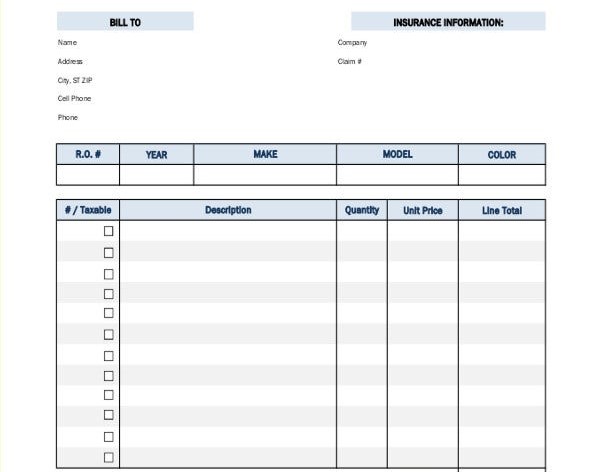 BILL TO INSURANCE INFORMATION:
Name Company
Address Claim #
City, ST ZIP
Cell Phone
Phone
R.O. # YEAR MAKE MODEL COLOR
# / Taxable Description Quantity Unit Price Line Total